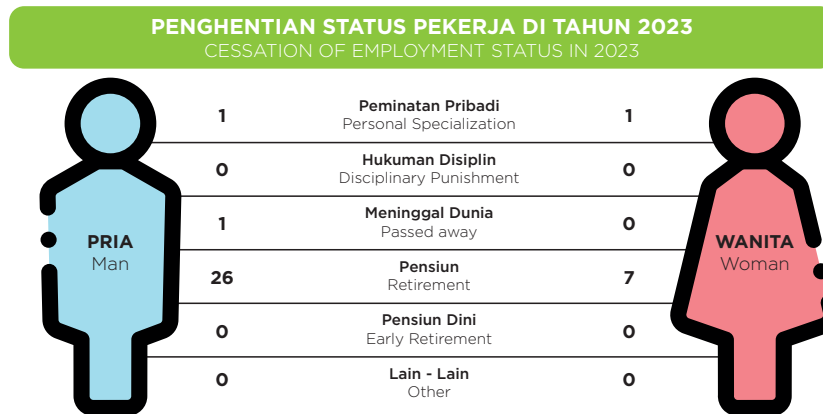 PENGHENTIAN STATUS PEKERJA DI TAHUN 2023
CESSATION OF EMPLOYMENT STATUS IN 2023
1 Peminatan Pribadi 1
Personal Specialization
0 Hukuman Disiplin 0
Disciplinary Punishment
1 Meninggal Dunia 0
Passed away
PRIA
Man
WANITA
Woman
26 Pensiun 7
Retirement
0 Pensiun Dini 0
Early Retirement
0 Lain - Lain 0
Other